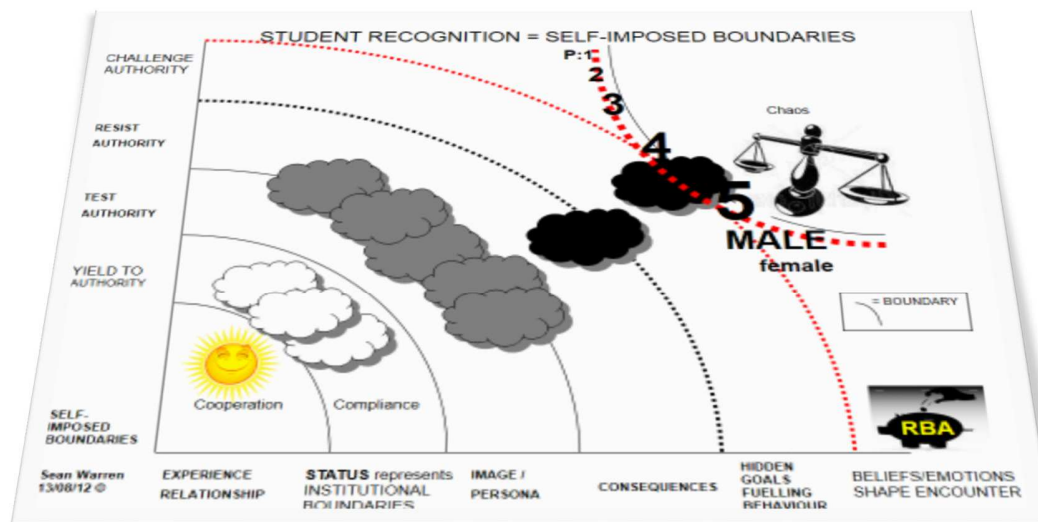 STUDENT RECOGNITION = SELF-IMPOSED BOUNDARIES
CHALLENGE
AUTHORITY
P:1
2
3
4
5
Chaos
RESIST
AUTHORITY
TEST
AUTHORITY
MALE
female
YIELD TO
AUTHORITY
= BOUNDARY
Cooperation
Compliance
RBA
SELF-
IMPOSED
BOUNDARIES
Sean Warren
13/08/12 ©
EXPERIENCE
RELATIONSHIP
STATUS represents
INSTITUTIONAL
BOUNDARIES
IMAGE /
PERSONA
CONSEQUENCES
HIDDEN
GOALS
FUELLING
BEHAVIOUR
BELIEFS/EMOTIONS
SHAPE ENCOUNTER